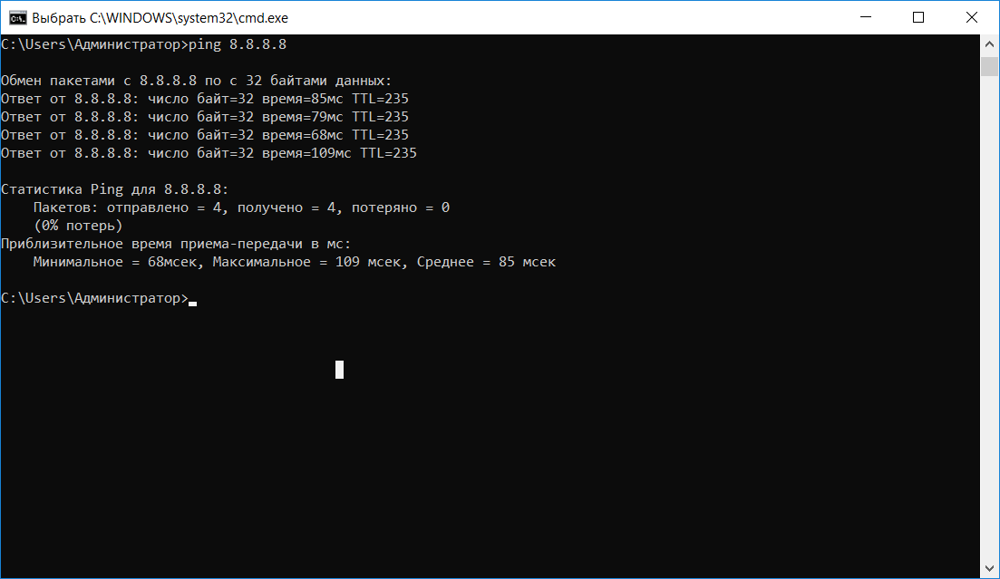 Выбрать C:\WINDOWS\system32\cmd.exe
C:\Users\Администратор>ping 8.8.8.8
Обмен пакетами с 8.8.8.8 по с 32 байтами данных:
Ответ от 8.8.8.8: число байт=32 время=85мс TTL=235
Ответ от 8.8.8.8: число байт=32 время=79мс TTL=235
Ответ от 8.8.8.8: число байт=32 время=68мс TTL=235
Ответ от 8.8.8.8: число байт=32 время=109мс TTL=235
Статистика Ping для 8.8.8.8:
Пакетов: отправлено = 4, получено = 4, потеряно = 0
(0% потерь)
Приблизительное время приема-передачи в мс:
Минимальное = 68мсек, Максимальное = 109 мсек, Среднее = 85 мсек
C:\Users\Администратор>